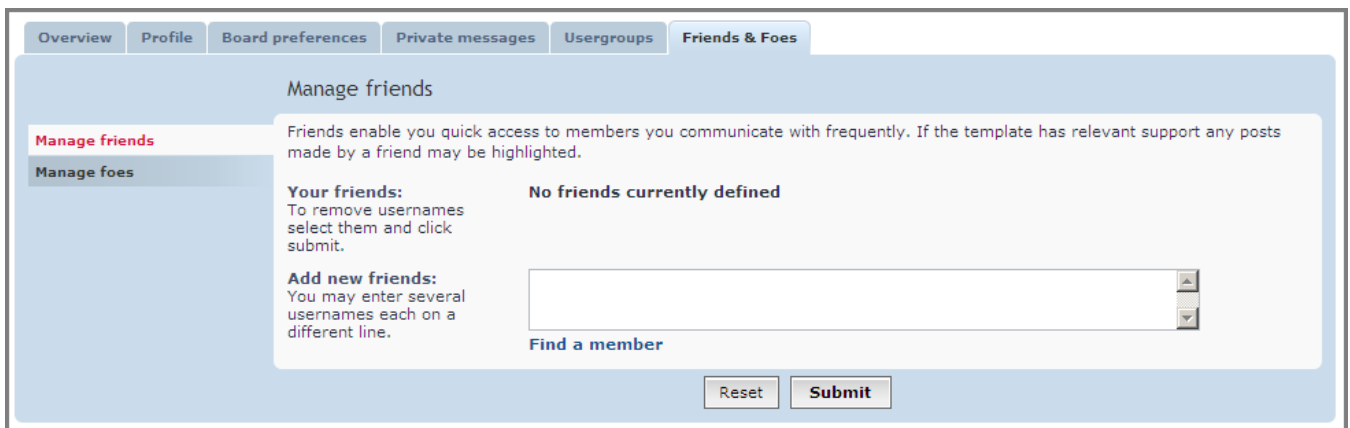 Overview Profile Board preferences Private messages Usergroups Friends & Foes
Manage friends
Manage friends
Manage foes
Friends enable you quick access to members you communicate with frequently. If the template has relevant support any posts
made by a friend may be highlighted.
Your friends:
To remove usernames
select them and click
submit.
No friends currently defined
Add new friends:
You may enter several
usernames each on a
different line.
Find a member
Reset Submit